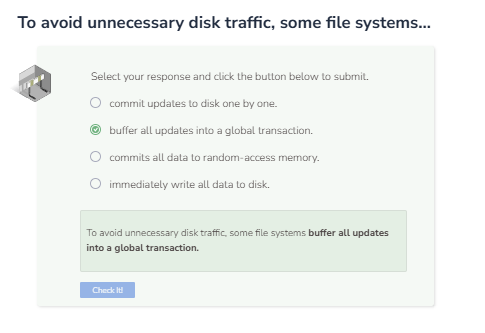 To avoid unnecessary disk traffic, some file systems...
Select your response and click the button below to submit.
commit updates to disk one by one.
buffer all updates into a global transaction.
commits all data to random-access memory.
immediately write all data to disk.
To avoid unnecessary disk traffic, some file systems buffer all updates
into a global transaction.
Check It!